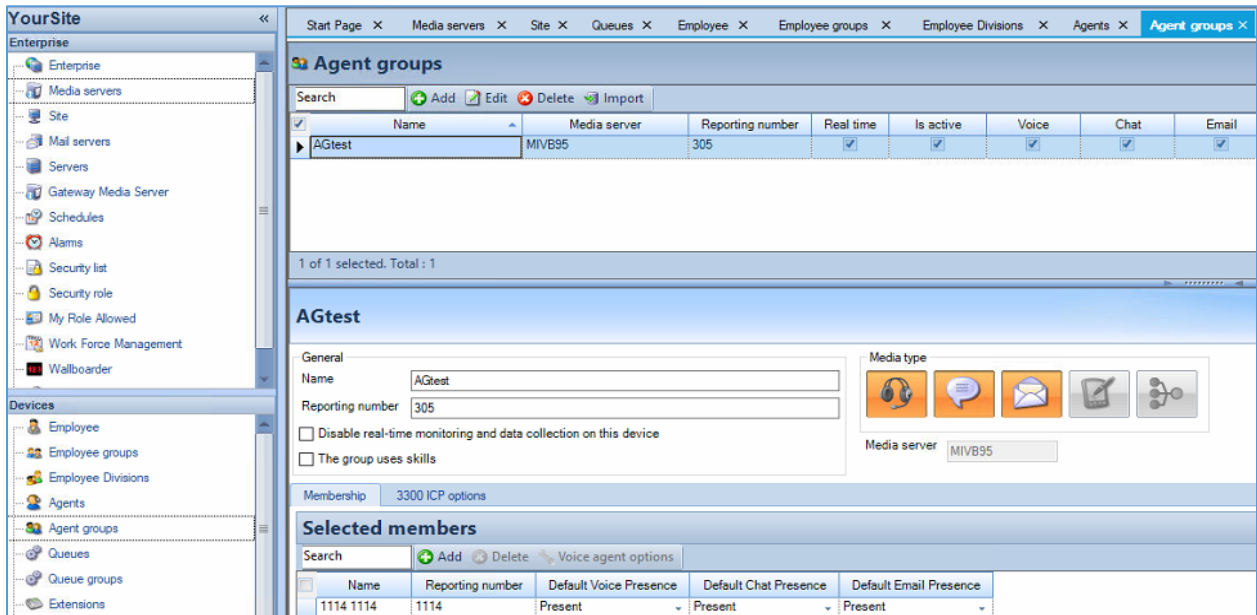 YourSite «
Enterprise
Enterprise
Media servers
Site
Mail servers
Servers
Gateway Media Server
Schedules
Alarms
Security list
Security role
My Role Allowed
Work Force Management
123 Wallboarder
Devices
Employee
Employee groups
Employee Divisions
Agents
Agent groups
Queues
Queue groups
Extensions
Start Page X Media servers X Site X Queues X Employee X Employee groups X Employee Divisions X Agents X Agent groups X
Agent groups
Search Add Edit Delete Import
Name Media server Reporting number Real time Is active Voice Chat Email
AGtest MIVB95 305
1 of 1 selected. Total : 1
AGtest
General
Name AGtest
Reporting number 305
Disable real-time monitoring and data collection on this device
The group uses skills
Media type
Media server MIVB95
Membership 3300 ICP options
Selected members
Search Add Delete Voice agent options
Name Reporting number Default Voice Presence Default Chat Presence Default Email Presence
1114 1114 1114 Present Present Present